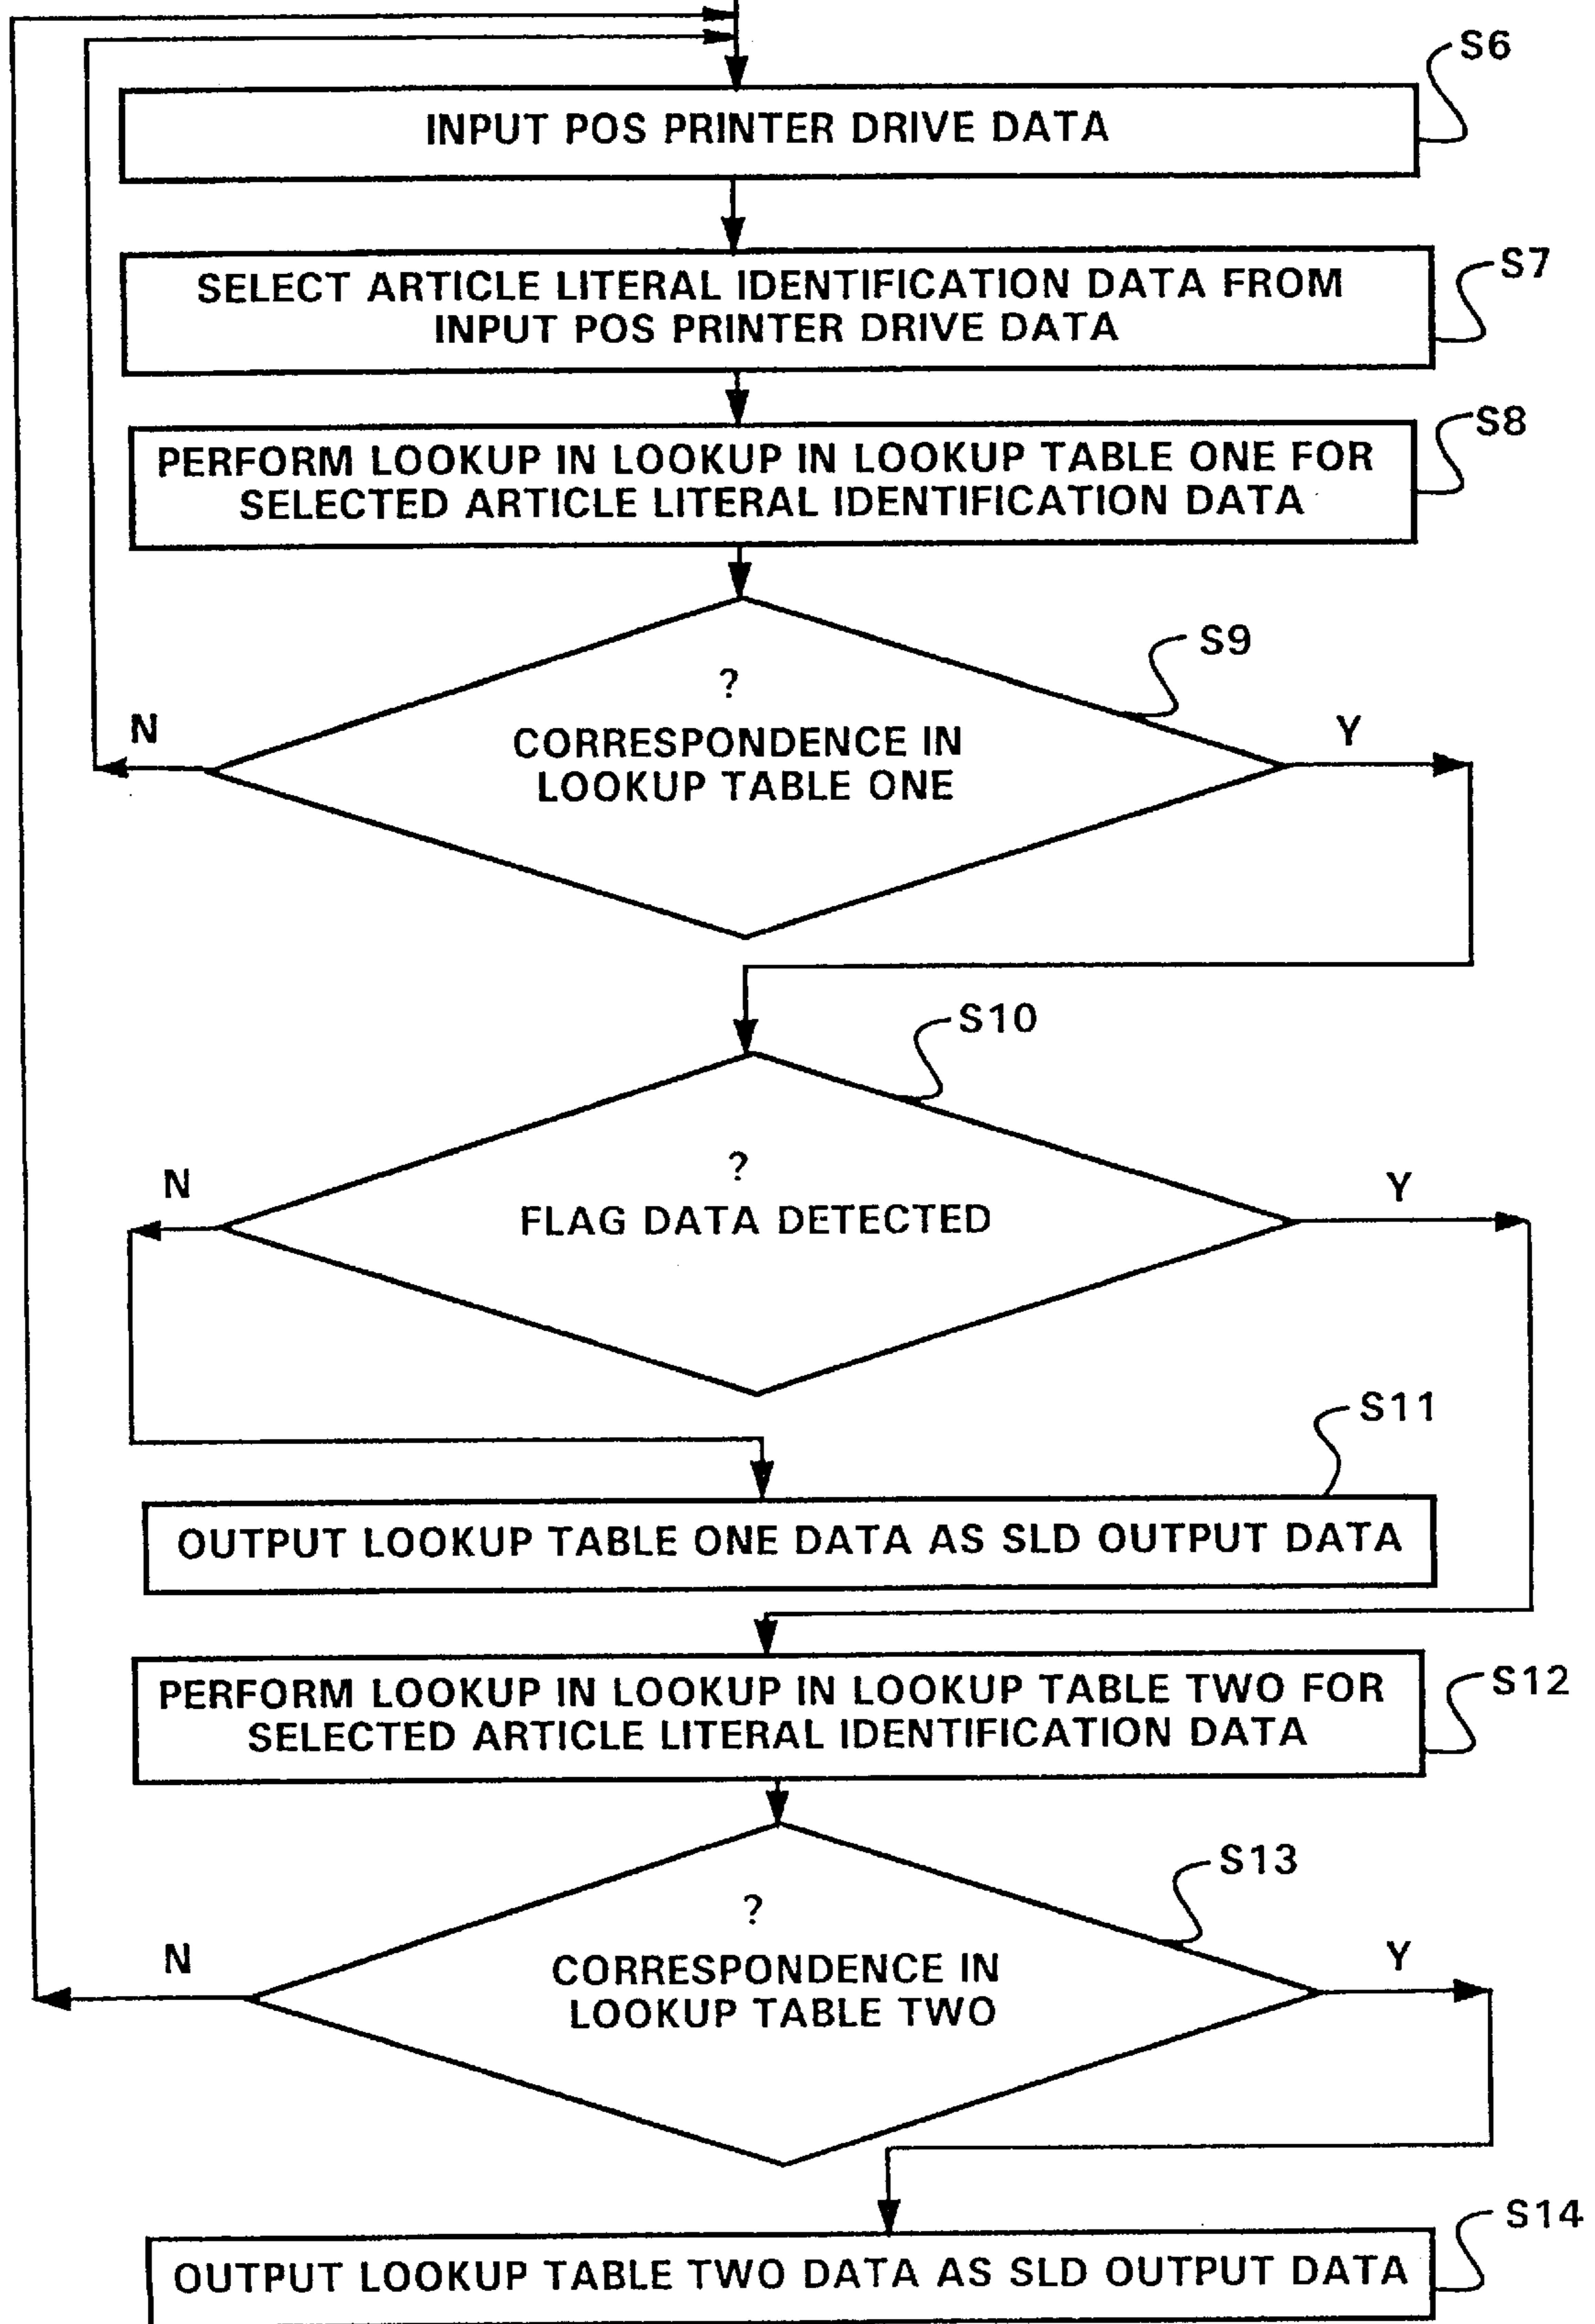 S6
INPUT POS PRINTER DRIVE DATA
S7
SELECT ARTICLE LITERAL IDENTIFICATION DATA FROM
INPUT POS PRINTER DRIVE DATA
S8
PERFORM LOOKUP IN LOOKUP IN LOOKUP TABLE ONE FOR
SELECTED ARTICLE LITERAL IDENTIFICATION DATA
S9
?
N
Y
CORRESPONDENCE IN
LOOKUP TABLE ONE
S10
?
N
Y
FLAG DATA DETECTED
S11
OUTPUT LOOKUP TABLE ONE DATA AS SLD OUTPUT DATA
PERFORM LOOKUP IN LOOKUP IN LOOKUP TABLE TWO FOR
S12
SELECTED ARTICLE LITERAL IDENTIFICATION DATA
S13
?
N
Y
CORRESPONDENCE IN
LOOKUP TABLE TWO
S14
OUTPUT LOOKUP TABLE TWO DATA AS SLD OUTPUT DATA